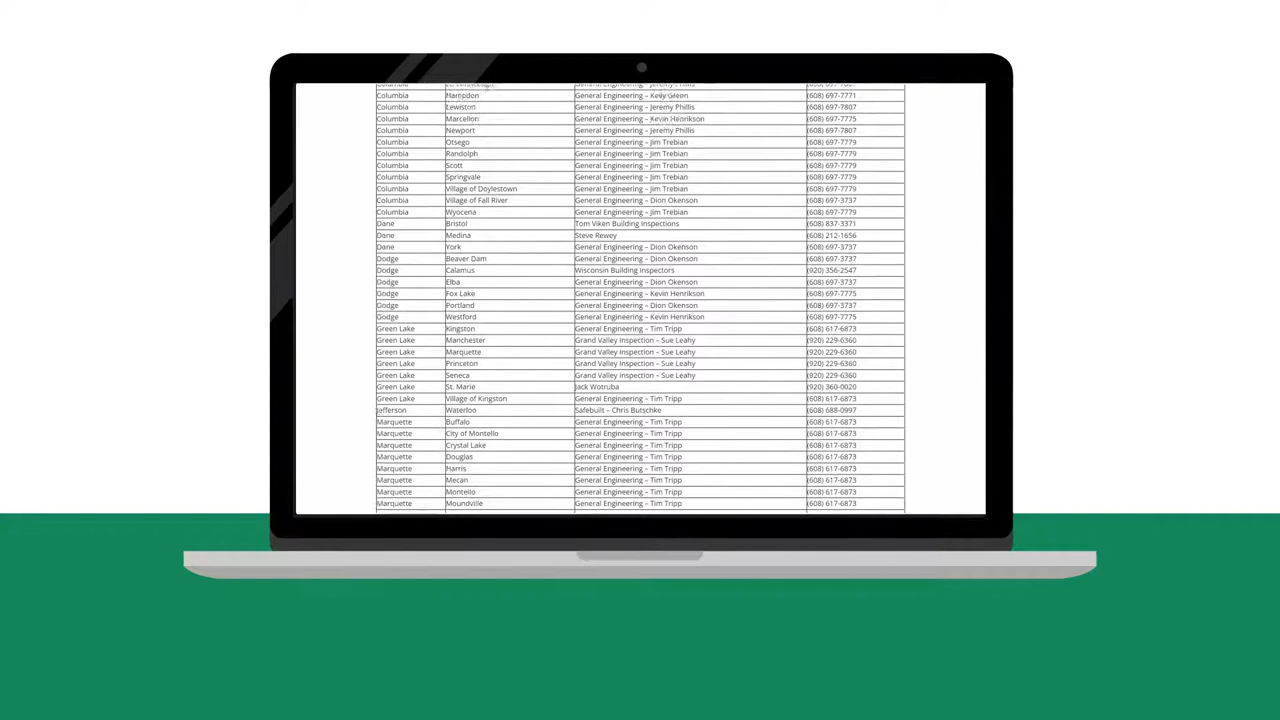 Columbia General Engineering – Jeremy Phillis
Columbia Hampden General Engineering – Kelly Green (608) 697-7771
Columbia Lewiston General Engineering – Jeremy Phillis (608) 697-7807
Columbia Marcellon General Engineering – Kevin Henrikson (608) 697-7775
Columbia Newport General Engineering – Jeremy Phillis (608) 697-7807
Columbia Otsego General Engineering – Jim Trebian (608) 697-7779
Columbia Randolph General Engineering – Jim Trebian (608) 697-7779
Columbia Scott General Engineering – Jim Trebian (608) 697-7779
Columbia Springvale General Engineering – Jim Trebian (608) 697-7779
Columbia Village of Doylestown General Engineering – Jim Trebian (608) 697-7779
Columbia Village of Fall River General Engineering – Dion Okenson (608) 697-3737
Columbia Wyocena General Engineering – Jim Trebian (608) 697-7779
Dane Bristol Tom Viken Building Inspections (608) 837-3371
Dane Medina Steve Rewey (608) 212-1656
Dane York General Engineering – Dion Okenson (608) 697-3737
Dodge Beaver Dam General Engineering – Dion Okenson (608) 697-3737
Dodge Calamus Wisconsin Building Inspectors (920) 356-2547
Dodge Elba General Engineering – Dion Okenson (608) 697-3737
Dodge Fox Lake General Engineering – Kevin Henrikson (608) 697-7775
Dodge Portland General Engineering – Dion Okenson (608) 697-3737
Dodge Westford General Engineering – Kevin Henrikson (608) 697-7775
Green Lake Kingston General Engineering – Tim Tripp (608) 617-6873
Green Lake Manchester Grand Valley Inspection – Sue Leahy (920) 229-6360
Green Lake Marquette Grand Valley Inspection – Sue Leahy (920) 229-6360
Green Lake Princeton Grand Valley Inspection – Sue Leahy (920) 229-6360
Green Lake Seneca Grand Valley Inspection – Sue Leahy (920) 229-6360
Green Lake St. Marie Jack Wotruba (920) 360-0020
Green Lake Village of Kingston General Engineering – Tim Tripp (608) 617-6873
Jefferson Waterloo Safebuilt – Chris Butschke (608) 688-0997
Marquette Buffalo General Engineering – Tim Tripp (608) 617-6873
Marquette City of Montello General Engineering – Tim Tripp (608) 617-6873
Marquette Crystal Lake General Engineering – Tim Tripp (608) 617-6873
Marquette Douglas General Engineering – Tim Tripp (608) 617-6873
Marquette Harris General Engineering – Tim Tripp (608) 617-6873
Marquette Mecan General Engineering – Tim Tripp (608) 617-6873
Marquette Montello General Engineering – Tim Tripp (608) 617-6873
Marquette Moundville General Engineering – Tim Tripp (608) 617-6873